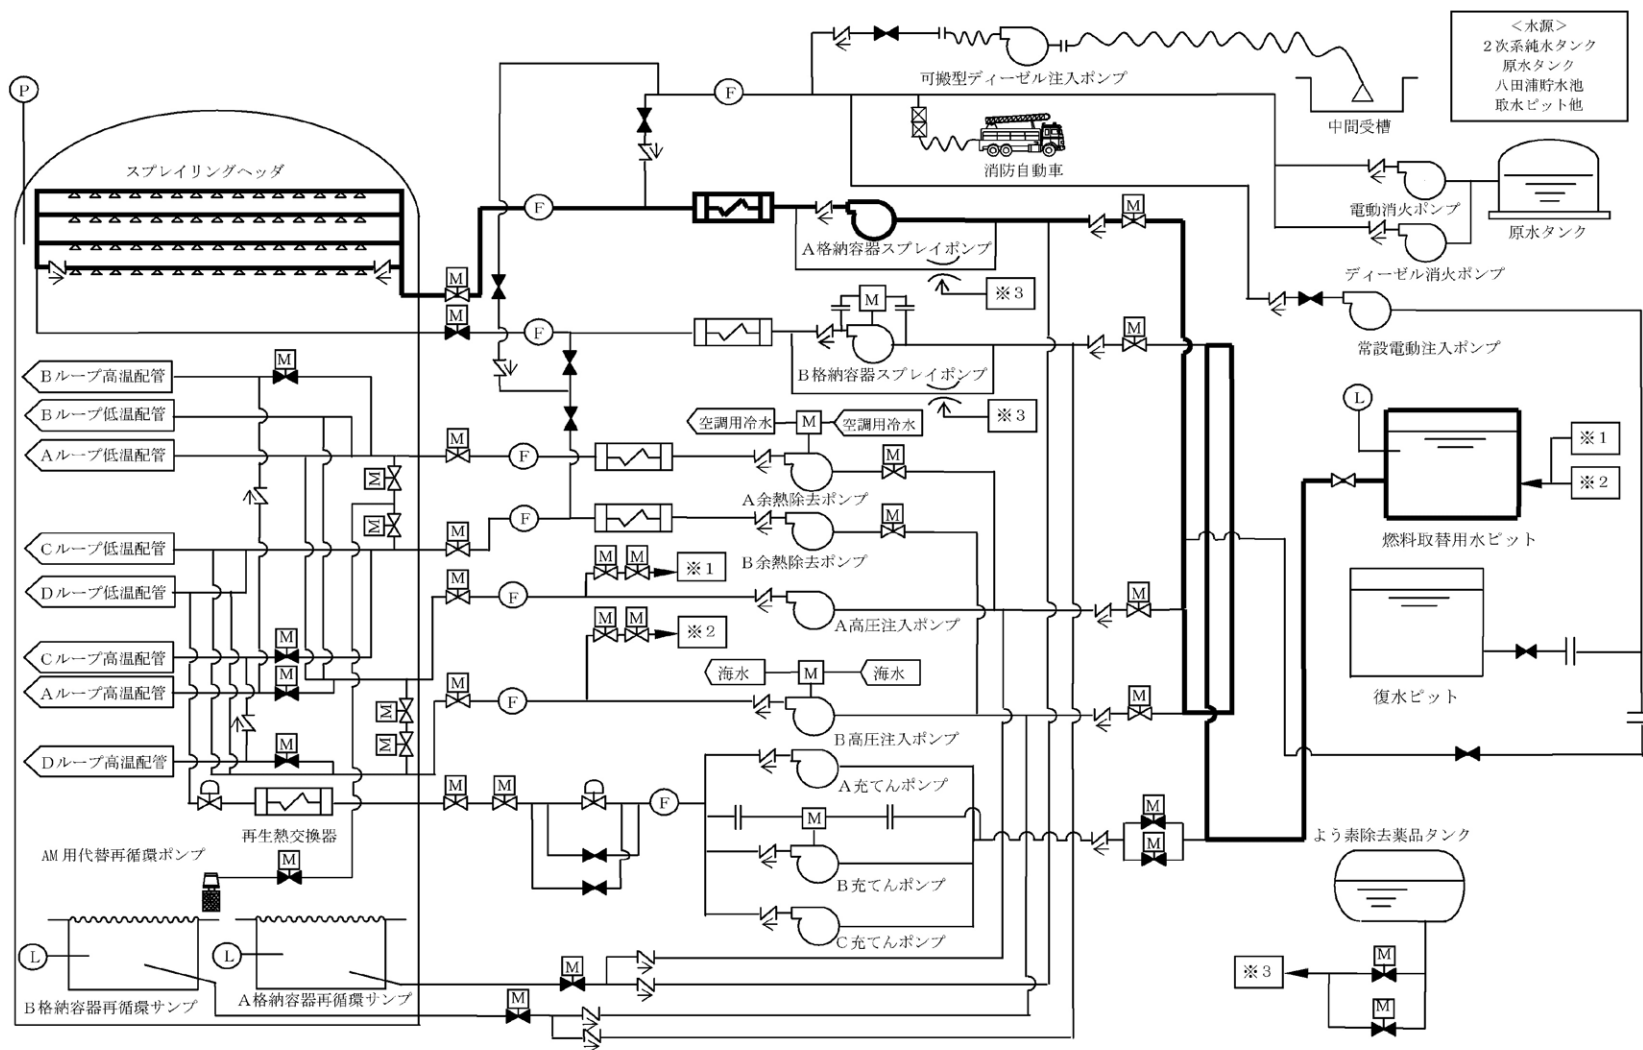 P
スプレイリングヘッダ
F
可搬型ディーゼル注入ポンプ
中間受槽
<水源>
2次系純水タンク
原水タンク
八田浦貯水池
取水ピット他
消防自動車
電動消火ポンプ
原水タンク
ディーゼル消火ポンプ
F
M
A格納容器スプレイポンプ
※3
M
M
M
F
M
B格納容器スプレイポンプ
※3
M
常設電動注入ポンプ
Bループ高温配管
M
Bループ低温配管
Aループ低温配管
M
M
F
空調用冷水
M
空調用冷水
M
A余熱除去ポンプ
L
※1
※2
燃料取替用水ピット
M
Cループ低温配管
M
F
M
B余熱除去ポンプ
Dループ低温配管
M
F
M
M
※1
A高圧注入ポンプ
M
M
M
※2
Cループ高温配管
M
Aループ高温配管
M
M
M
M
F
海水
M
海水
B高圧注入ポンプ
M
復水ピット
Dループ高温配管
M
再生熱交換器
M
M
F
A充てんポンプ
M
B充てんポンプ
C充てんポンプ
M
M
AM用代替再循環ポンプ
M
よう素除去薬品タンク
L
B格納容器再循環サンプ
L
A格納容器再循環サンプ
M
M
※3
M
M